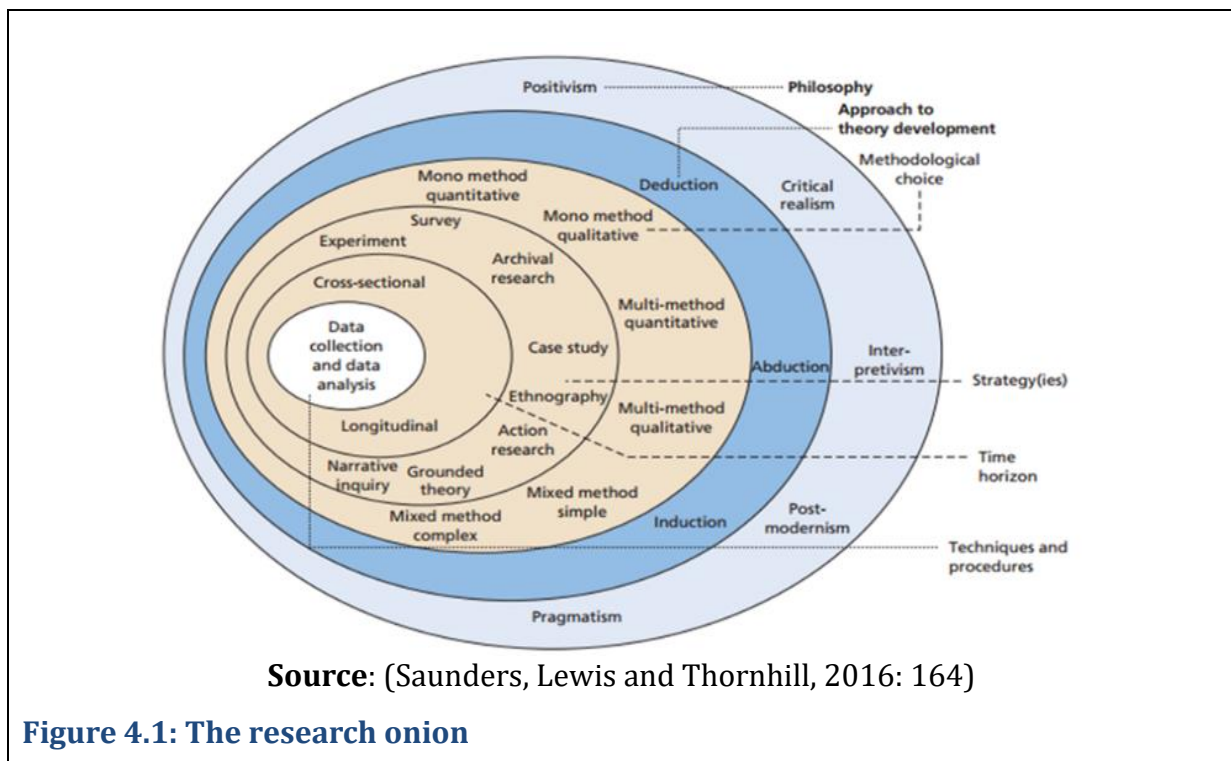 Positivism
Philosophy
Approach to
theory development
Methodological
choice
Deduction
Critical
realism
Mono method
quantitative
Mono method
qualitative
Survey
Experiment
Archival
research
Cross-sectional
Multi-method
quantitative
Data
collection
and data
analysis
Case study
Abduction
Inter-
pretivism
Strategy(ies)
Ethnography
Multi-method
qualitative
Longitudinal
Action
research
Time
horizon
Narrative
inquiry
Grounded
theory
Mixed method
simple
Mixed method
complex
Induction
Post-
modernism
Techniques and
procedures
Pragmatism
Source: (Saunders, Lewis and Thornhill, 2016: 164)
Figure 4.1: The research onion